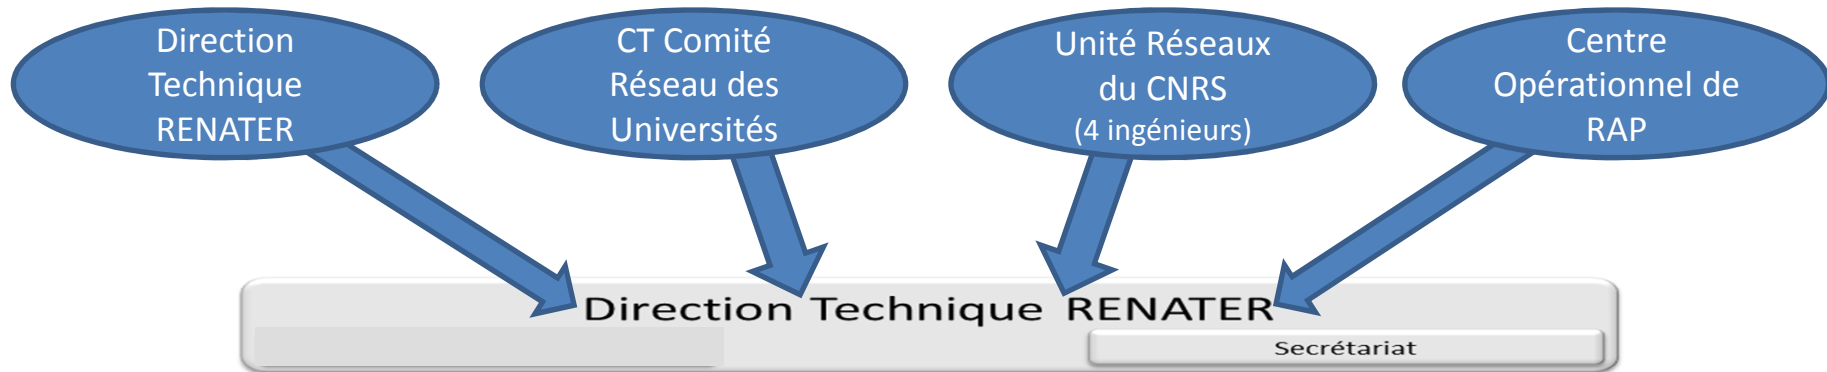 Direction
Technique
RENATER
CT Comité
Réseau des
Universités
Unité Réseaux
du CNRS
(4 ingénieurs)
Centre
Opérationnel de
RAP
Direction Technique RENATER
Secrétariat